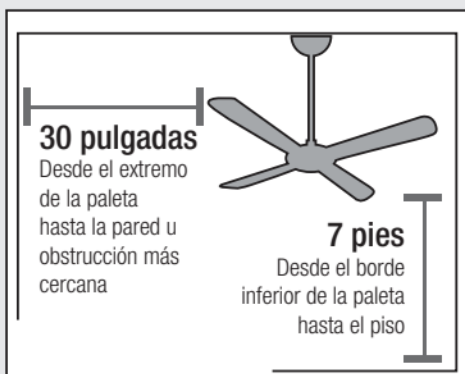 30 pulgadas
Desde el extremo
de la paleta
hasta la pared u
obstrucción más
cercana
7 pies
Desde el borde
inferior de la paleta
hasta el piso